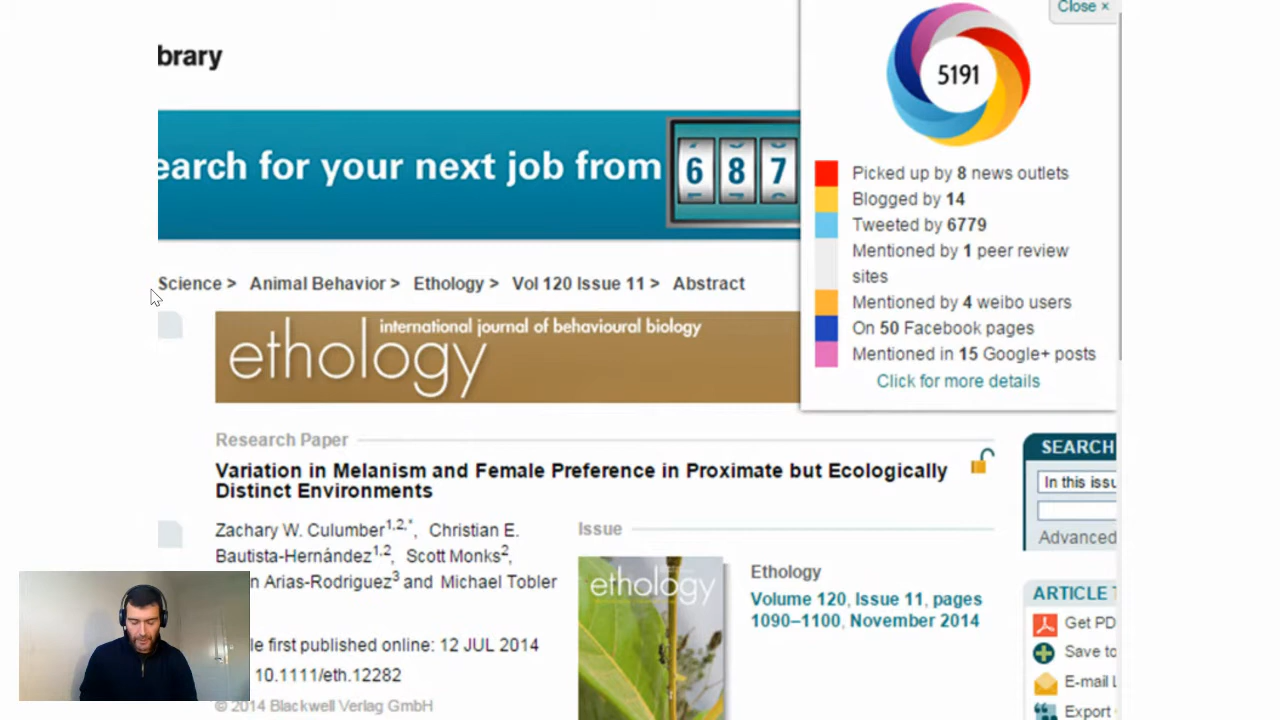 brary
Close ×
5191
earch for your next job from
6 8 7
Picked up by 8 news outlets
Blogged by 14
Tweeted by 6779
Mentioned by 1 peer review
sites
Mentioned by 4 weibo users
On 50 Facebook pages
Mentioned in 15 Google+ posts
Click for more details
Science > Animal Behavior > Ethology > Vol 120 Issue 11 > Abstract
international journal of behavioural biology
ethology
Research Paper
Variation in Melanism and Female Preference in Proximate but Ecologically
Distinct Environments
Zachary W. Culumber1,2,*, Christian E.
Bautista-Hernández1,2, Scott Monks2,
n Arias-Rodriguez3 and Michael Tobler
le first published online: 12 JUL 2014
10.1111/eth.12282
© 2014 Blackwell Verlag GmbH
Issue
ethology
Ethology
Volume 120, Issue 11, pages
1090–1100, November 2014
SEARCH
In this issu
Advanced
ARTICLE T
Get PD
Save to
E-mail L
Export